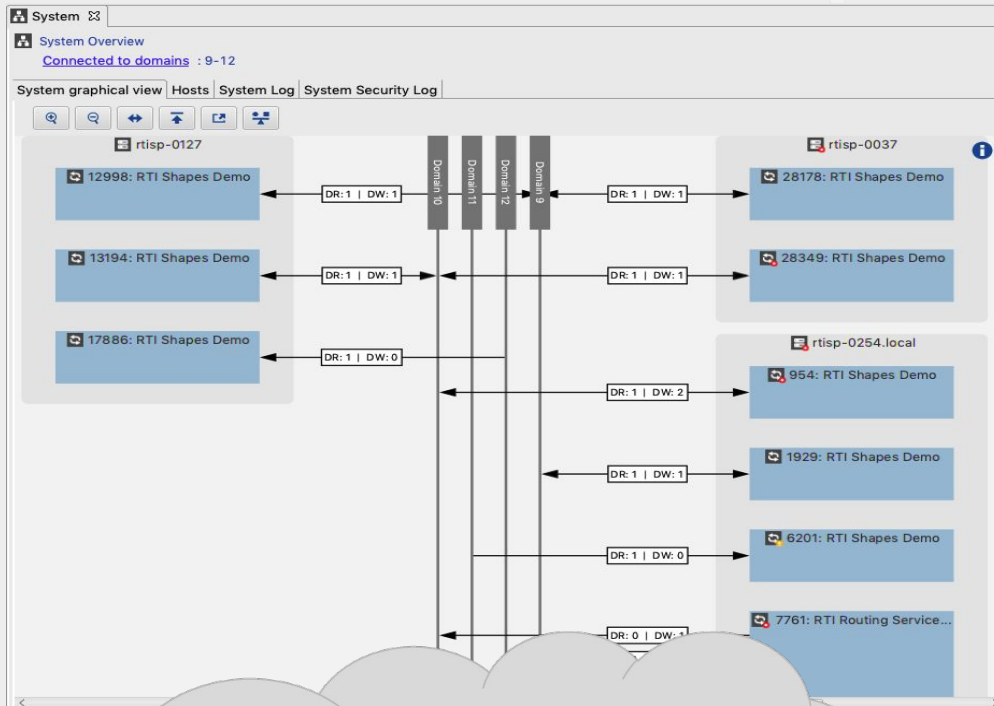 System
System Overview
Connected to domains : 9-12
System graphical view Hosts System Log System Security Log
rtisp-0127
12998: RTI Shapes Demo
DR: 1 | DW: 1
13194: RTI Shapes Demo
DR: 1 | DW: 1
17886: RTI Shapes Demo
DR: 1 | DW: 0
Domain 10
Domain 11
Domain 12
Domain 9
rtisp-0037
DR: 1 | DW: 1
28178: RTI Shapes Demo
DR: 1 | DW: 1
28349: RTI Shapes Demo
rtisp-0254.local
DR: 1 | DW: 2
954: RTI Shapes Demo
DR: 1 | DW: 1
1929: RTI Shapes Demo
DR: 1 | DW: 0
6201: RTI Shapes Demo
DR: 0 | DW: 1
7761: RTI Routing Service...